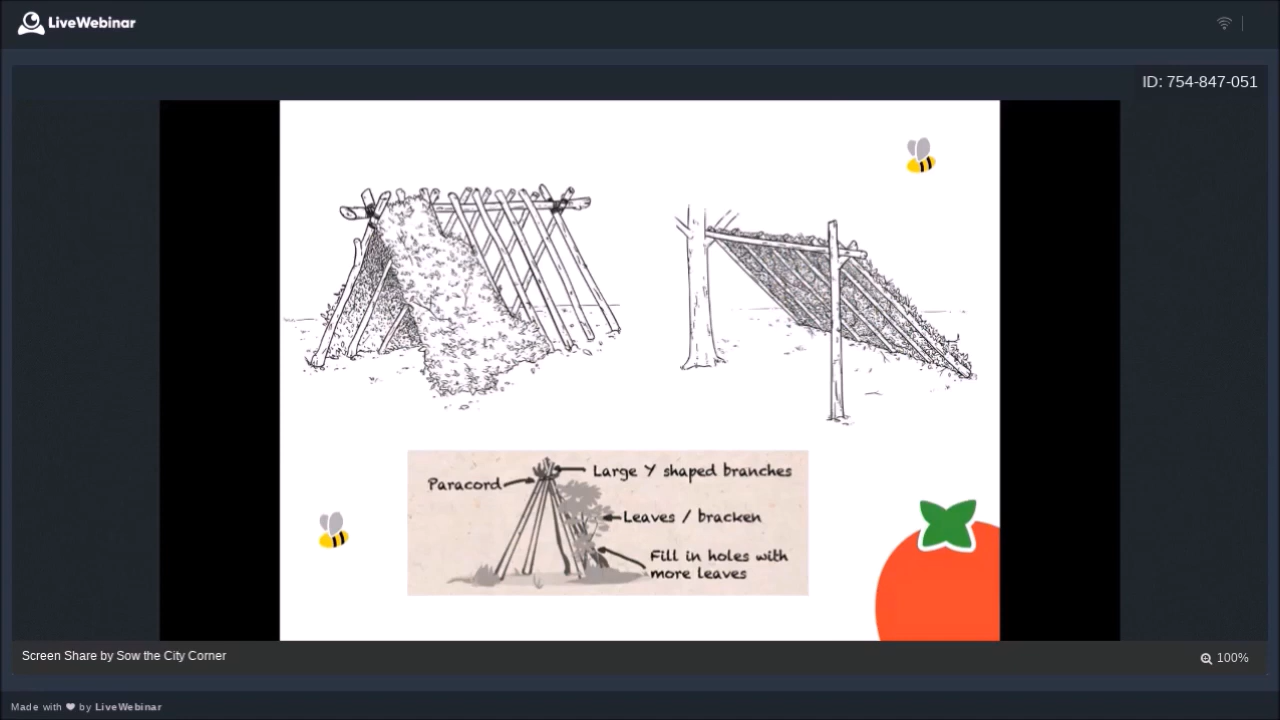 LiveWebinar
ID: 754-847-051
Paracord
Large Y shaped branches
Leaves / bracken
Fill in holes with
more leaves
Screen Share by Sow the City Corner
100%
Made with ❤ by LiveWebinar